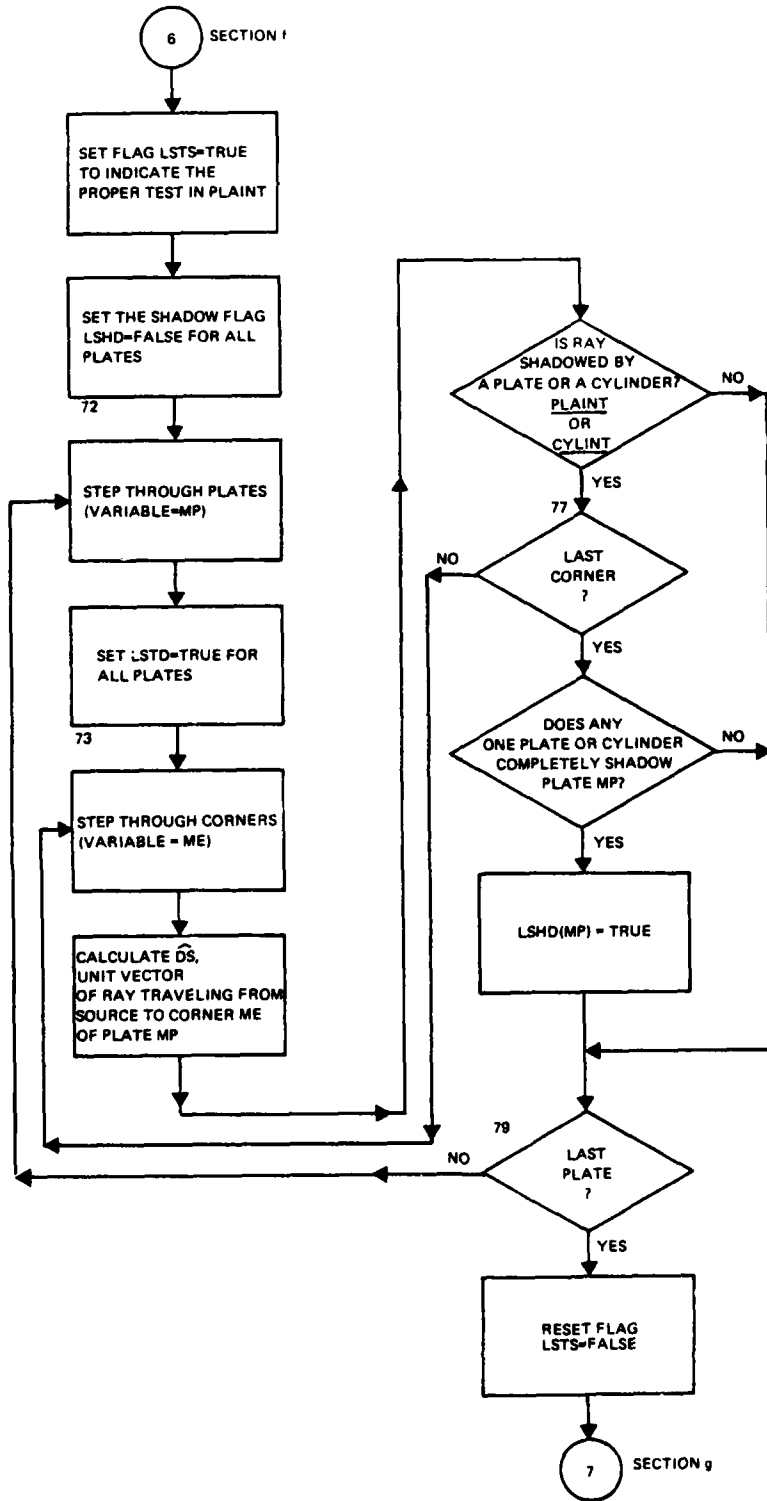 6 SECTION f
SET FLAG LSTS=TRUE
TO INDICATE THE
PROPER TEST IN PLAINT
SET THE SHADOW FLAG
LSHD=FALSE FOR ALL
PLATES
72
STEP THROUGH PLATES
(VARIABLE=MP)
SET LSTD=TRUE FOR
ALL PLATES
73
STEP THROUGH CORNERS
(VARIABLE = ME)
CALCULATE D̂S,
UNIT VECTOR
OF RAY TRAVELING FROM
SOURCE TO CORNER ME
OF PLATE MP
IS RAY
SHADOWED BY
A PLATE OR A CYLINDER?
PLAINT
OR
CYLINT
NO
YES
77
LAST
CORNER
?
NO
YES
DOES ANY
ONE PLATE OR CYLINDER
COMPLETELY SHADOW
PLATE MP?
NO
YES
LSHD(MP) = TRUE
79
LAST
PLATE
?
NO
YES
RESET FLAG
LSTS=FALSE
7 SECTION g